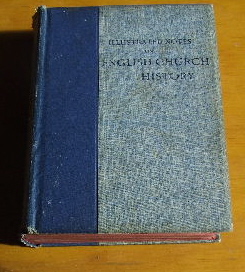 ILLUSTRATED NOTES
ON
ENGLISH CHURCH
HISTORY